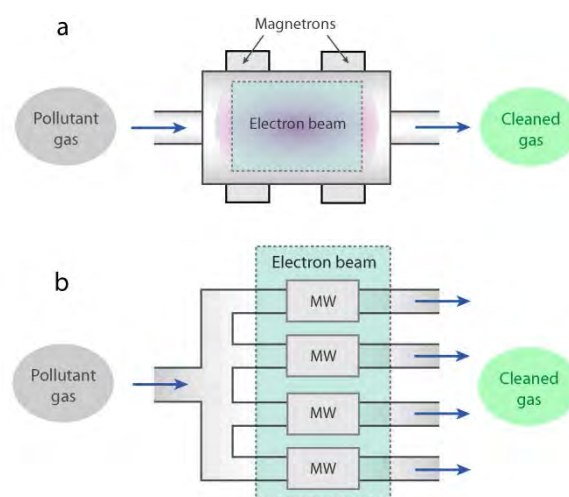 a
Magnetrons
Pollutant
gas
Electron beam
Cleaned
gas
b
Electron beam
MW
MW
MW
MW
Pollutant
gas
Cleaned
gas